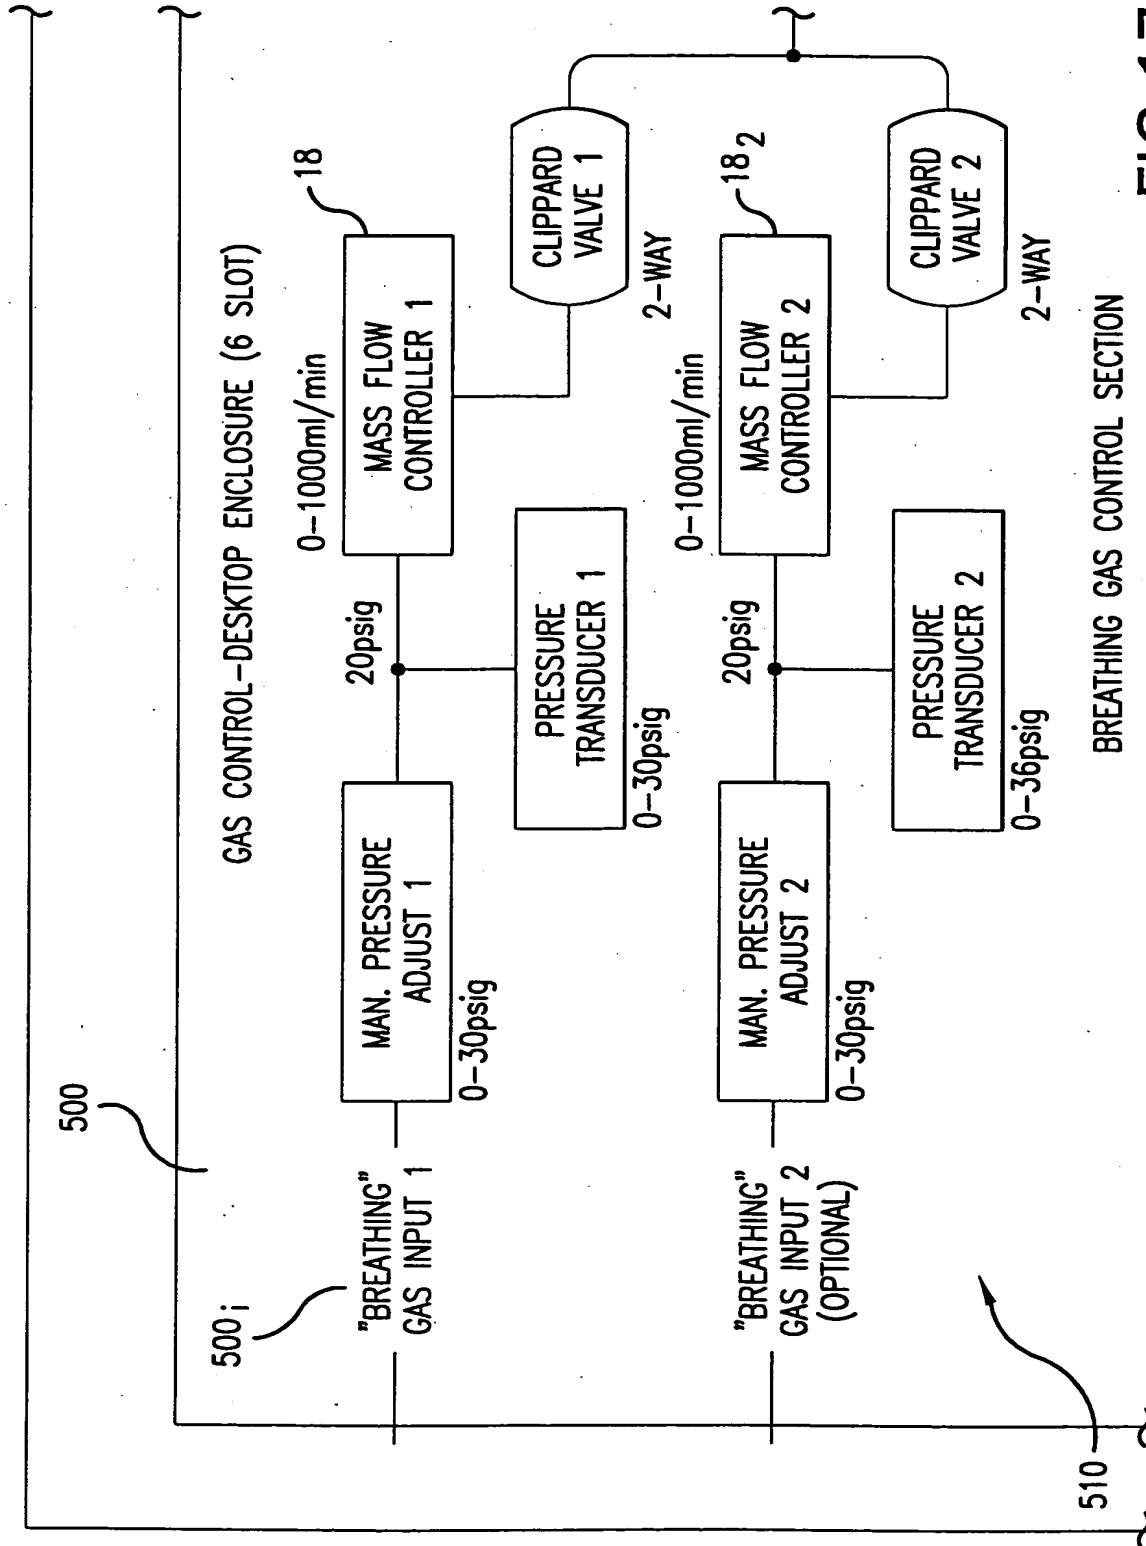 500
GAS CONTROL-DESKTOP ENCLOSURE (6 SLOT)
500i
"BREATHING"
GAS INPUT 1
MAN. PRESSURE
ADJUST 1
0-30psig
20psig
PRESSURE
TRANSDUCER 1
0-30psig
0-1000ml/min
MASS FLOW
CONTROLLER 1
18
CLIPPARD
VALVE 1
2-WAY
"BREATHING"
GAS INPUT 2
(OPTIONAL)
MAN. PRESSURE
ADJUST 2
0-30psig
20psig
PRESSURE
TRANSDUCER 2
0-36psig
0-1000ml/min
MASS FLOW
CONTROLLER 2
18₂
CLIPPARD
VALVE 2
2-WAY
510
BREATHING GAS CONTROL SECTION